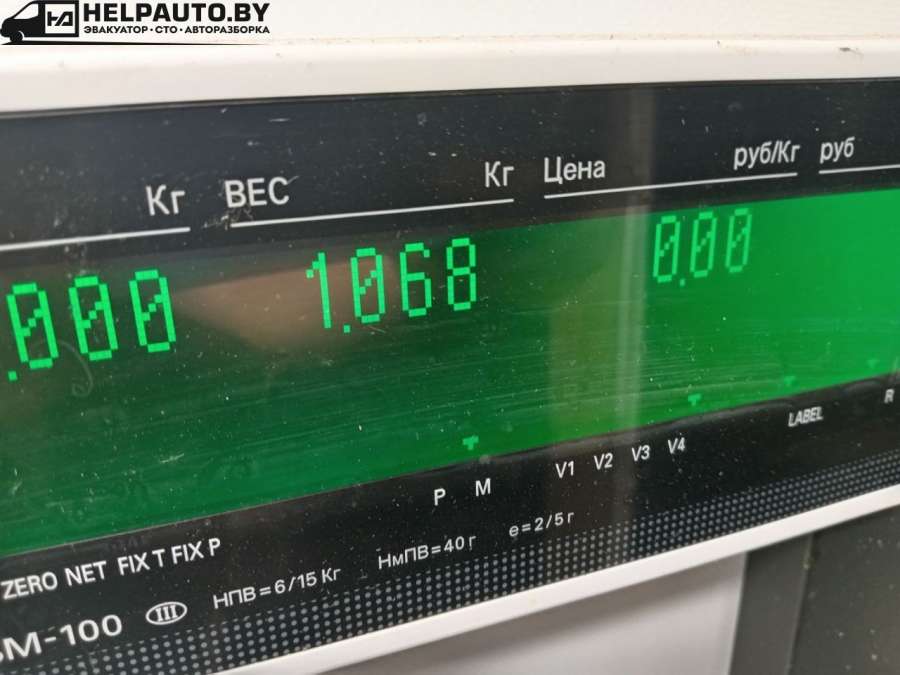 HELPAUTO.BY
ЭВАКУАТОР · СТО · АВТОРАЗБОРКА
Кг ВЕС Кг Цена руб/Кг руб
.000 1.068 0.00
P M V1 V2 V3 V4 LABEL R
ZERO NET FIX T FIX P
НПВ=6/15 Кг НмПВ=40 г e=2/5 г
SM-100 III